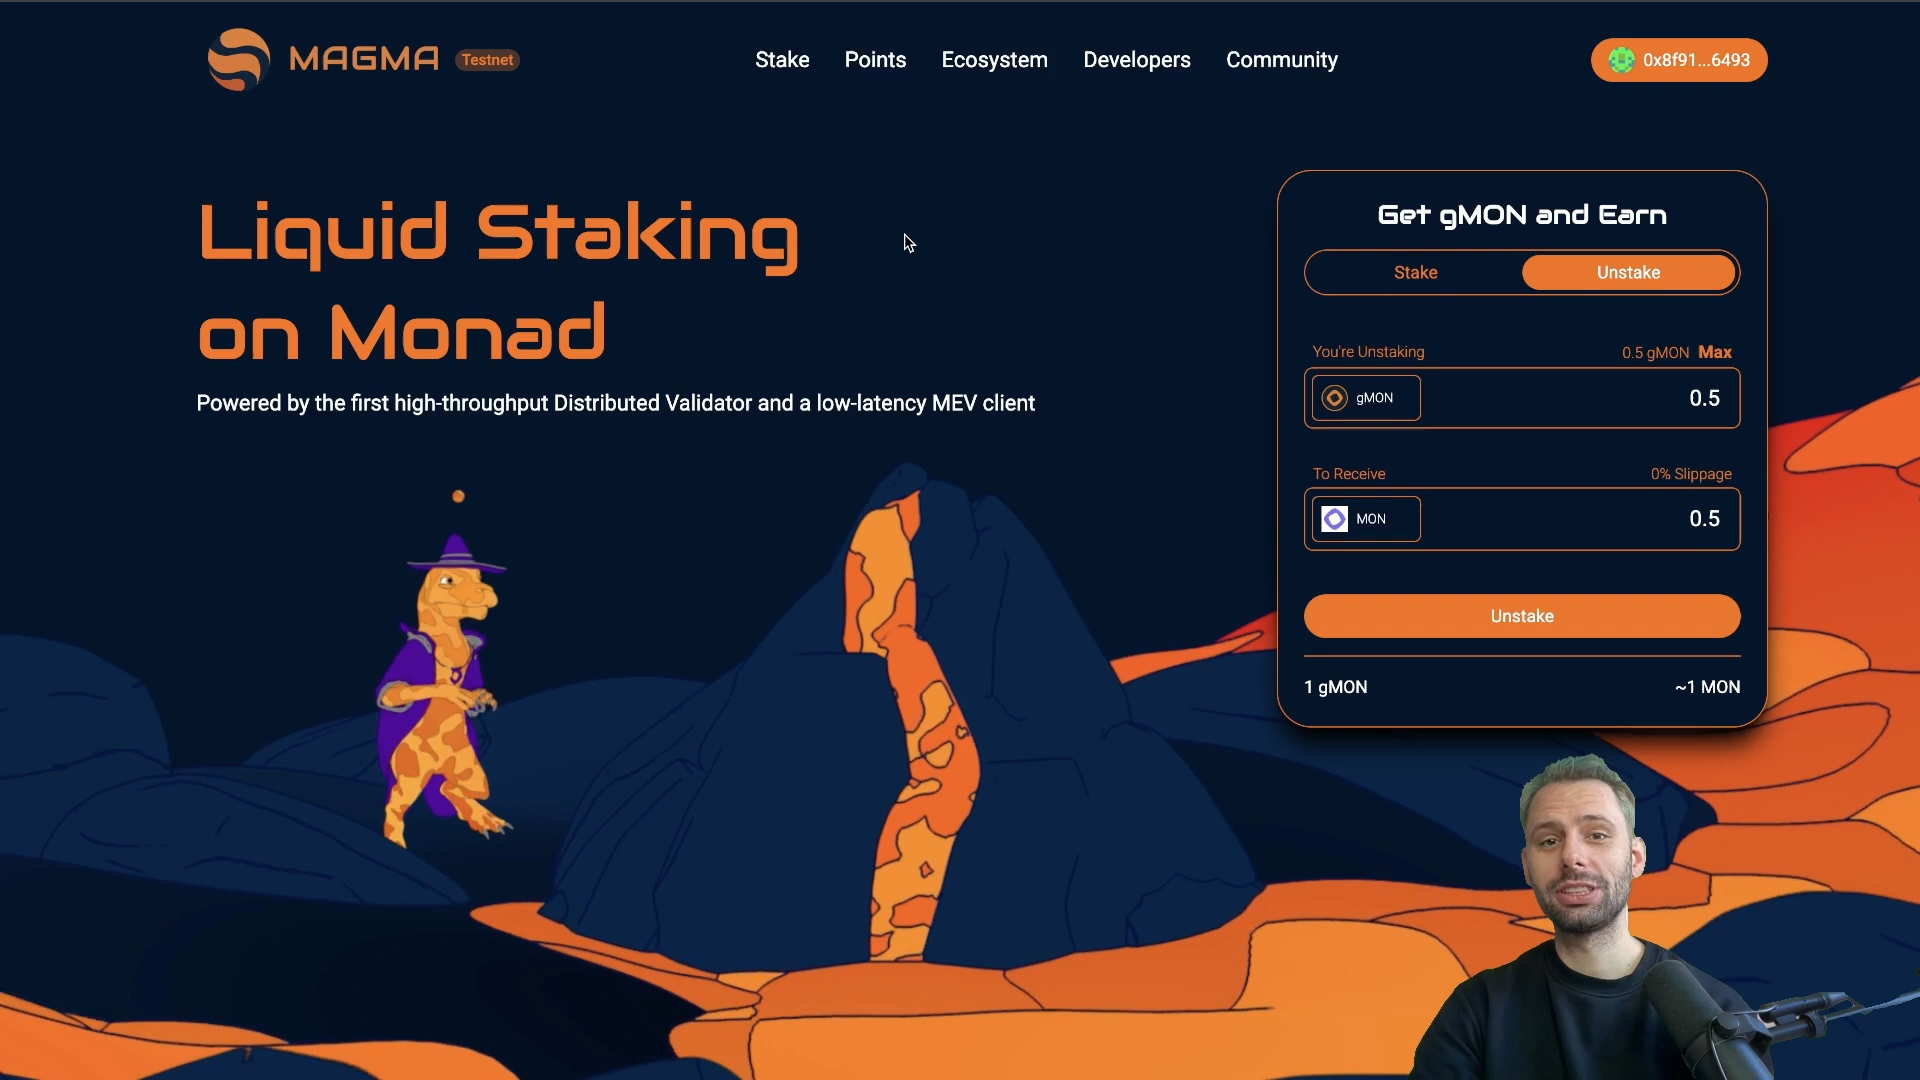 MAGMA Testnet
Stake Points Ecosystem Developers Community
0x8f91...6493
Liquid Staking
on Monad
Powered by the first high-throughput Distributed Validator and a low-latency MEV client
Get gMON and Earn
Stake Unstake
You're Unstaking 0.5 gMON Max
gMON 0.5
To Receive 0% Slippage
MON 0.5
Unstake
1 gMON ~1 MON